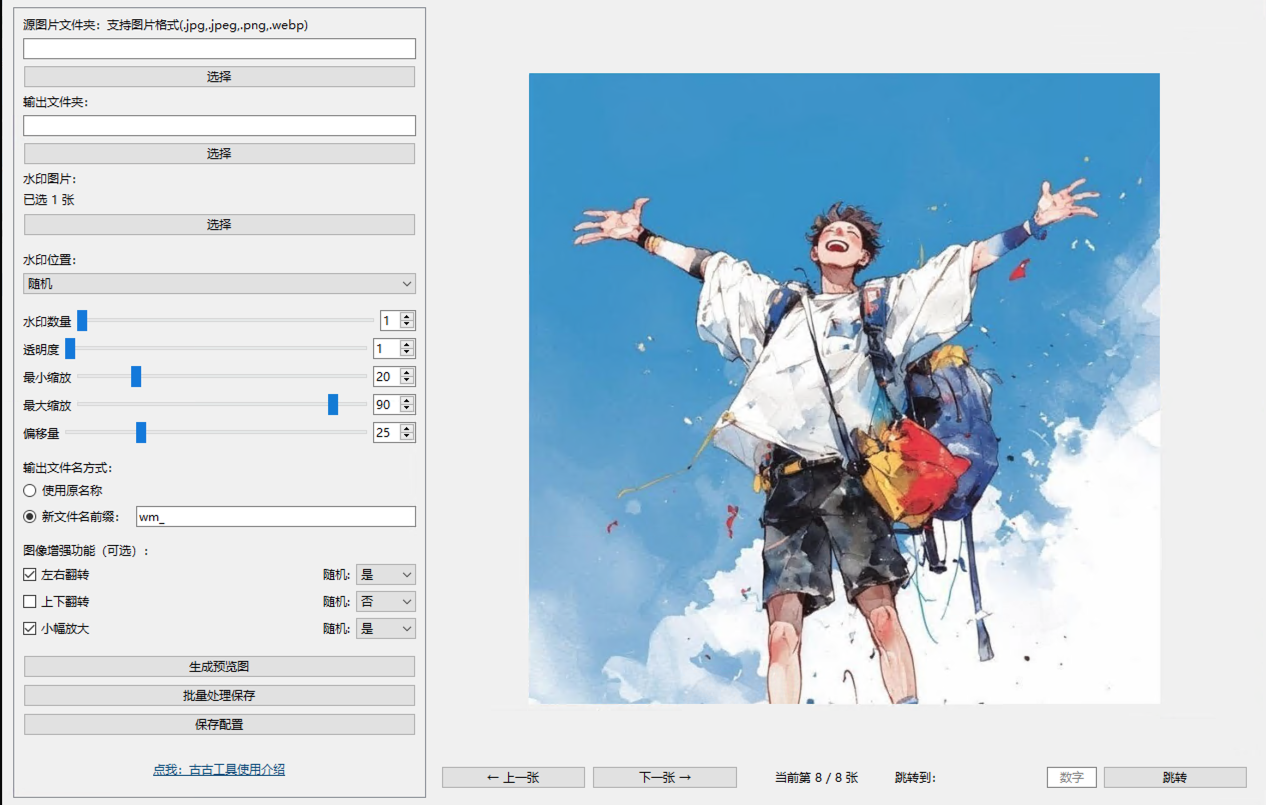 源图片文件夹：支持图片格式(.jpg,.jpeg,.png,.webp)
选择
输出文件夹：
选择
水印图片：
已选 1 张
选择
水印位置：
随机
水印数量 1
透明度 1
最小缩放 20
最大缩放 90
偏移量 25
输出文件名方式：
使用原名称
新文件名前缀： wm_
图像增强功能（可选）：
左右翻转 随机: 是
上下翻转 随机: 否
小幅放大 随机: 是
生成预览图
批量处理保存
保存配置
点我：古古工具使用介绍
← 上一张 下一张 → 当前第 8 / 8 张 跳转到： 数字 跳转